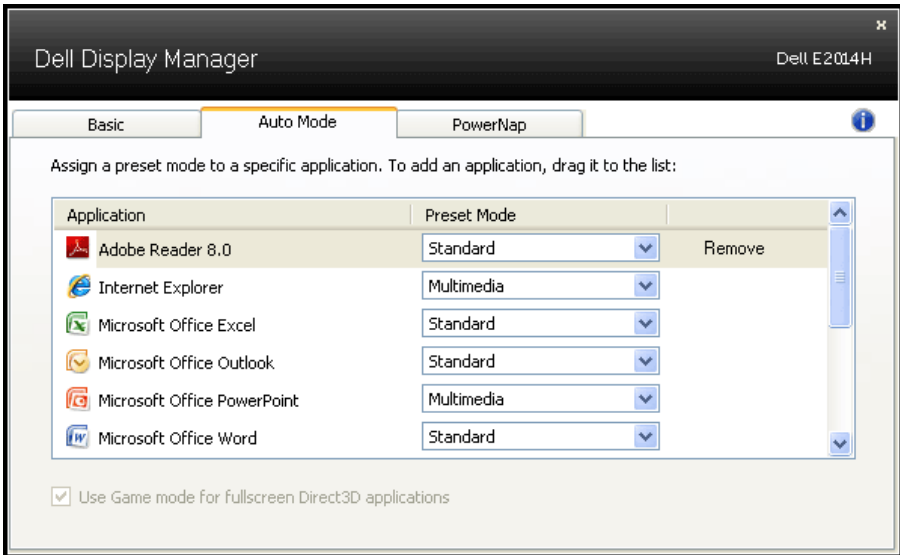 x
Dell Display Manager
Dell E2014H
Basic Auto Mode PowerNap
Assign a preset mode to a specific application. To add an application, drag it to the list:
Application Preset Mode
Adobe Reader 8.0 Standard Remove
Internet Explorer Multimedia
Microsoft Office Excel Standard
Microsoft Office Outlook Standard
Microsoft Office PowerPoint Multimedia
Microsoft Office Word Standard
Use Game mode for fullscreen Direct3D applications